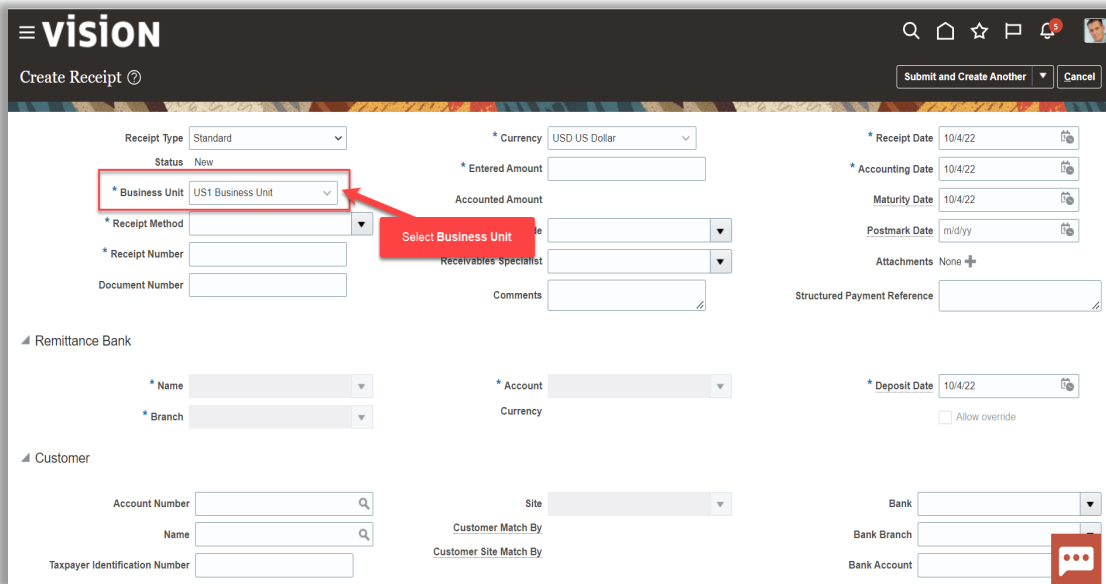 vision
5
Create Receipt ?
Submit and Create Another
Cancel
Receipt Type Standard
* Currency USD US Dollar
* Receipt Date 10/4/22
Status New
* Entered Amount
* Accounting Date 10/4/22
* Business Unit US1 Business Unit
Accounted Amount
Maturity Date 10/4/22
* Receipt Method
Select Business Unit
Postmark Date m/d/yy
* Receipt Number
Receivables Specialist
Attachments None
Document Number
Comments
Structured Payment Reference
Remittance Bank
* Name
* Account
* Deposit Date 10/4/22
* Branch
Currency
Allow override
Customer
Account Number
Site
Bank
Name
Customer Match By
Bank Branch
Customer Site Match By
Taxpayer Identification Number
Bank Account